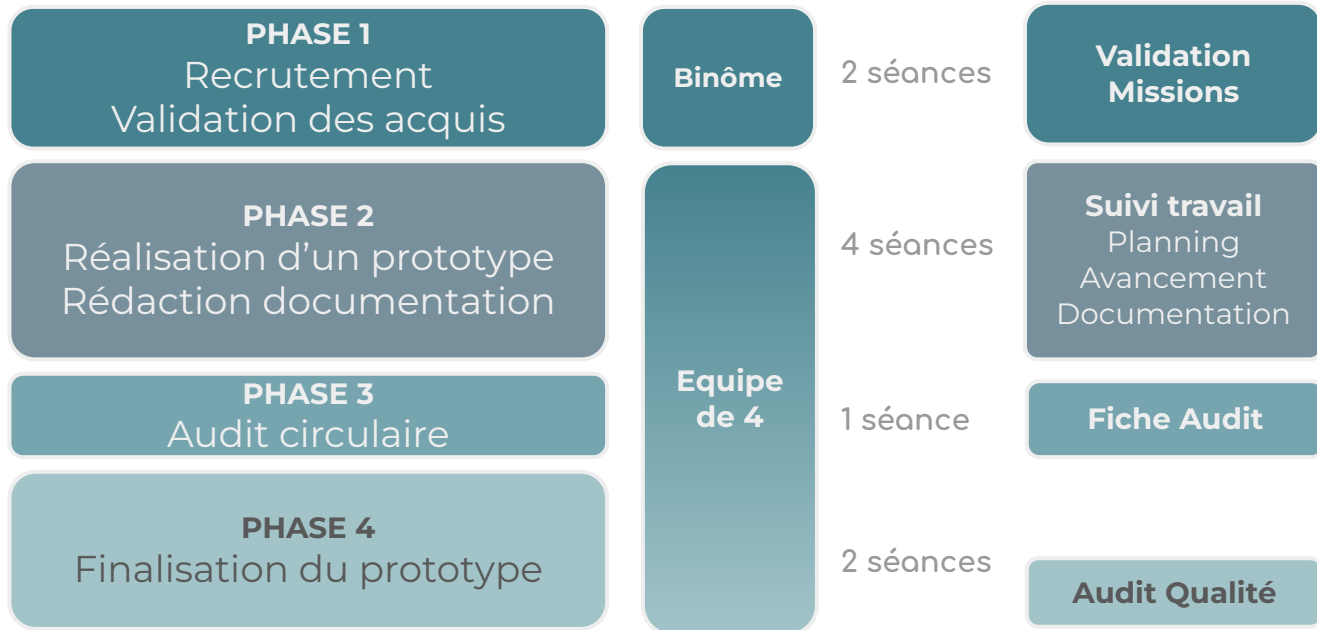 PHASE 1
Recrutement
Validation des acquis
Binôme
2 séances
Validation
Missions
PHASE 2
Réalisation d’un prototype
Rédaction documentation
4 séances
Suivi travail
Planning
Avancement
Documentation
Equipe
de 4
PHASE 3
Audit circulaire
1 séance
Fiche Audit
PHASE 4
Finalisation du prototype
2 séances
Audit Qualité